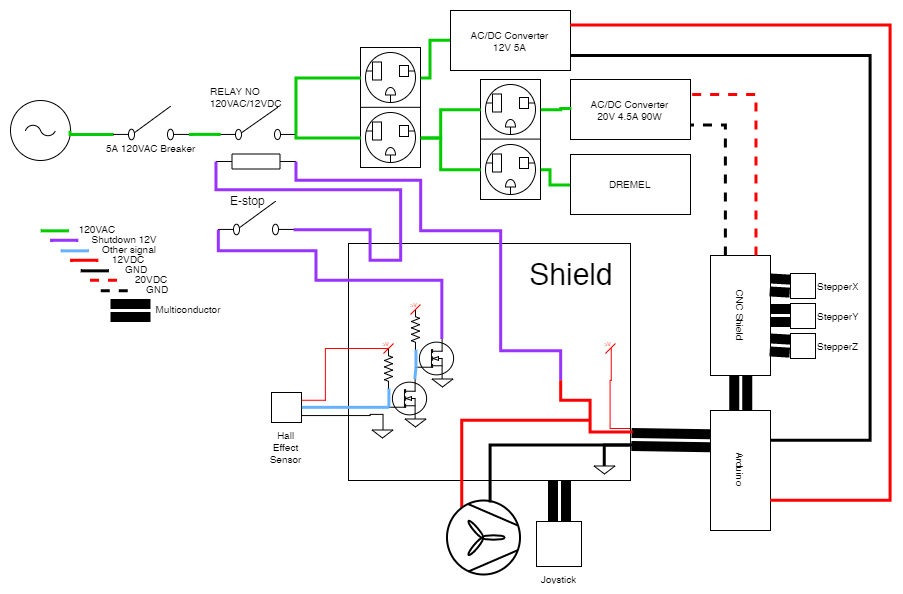 AC/DC Converter
12V 5A
RELAY NO
120VAC/12VDC
AC/DC Converter
20V 4.5A 90W
5A 120VAC Breaker
DREMEL
E-stop
120VAC
Shutdown 12V
Other signal
12VDC
GND
20VDC
GND
Multiconductor
Shield
CNC Shield
StepperX
StepperY
StepperZ
Hall
Effect
Sensor
Arduino
Joystick